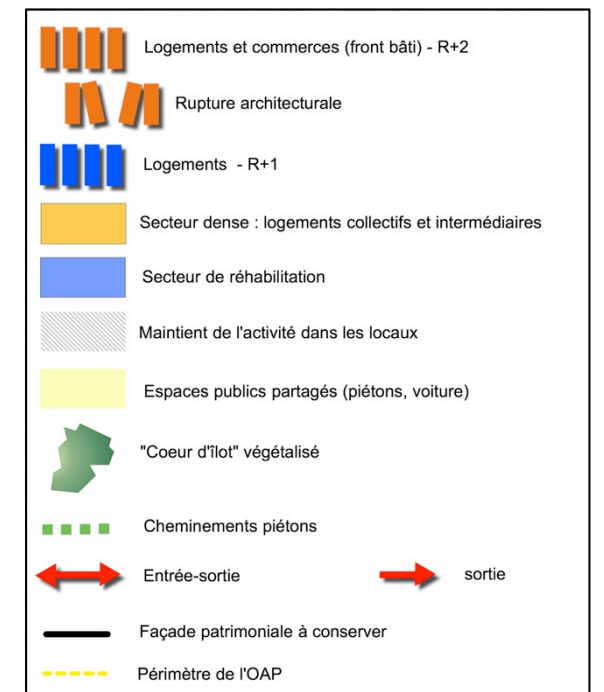 Logements et commerces (front bâti) - R+2
Rupture architecturale
Logements - R+1
Secteur dense : logements collectifs et intermédiaires
Secteur de réhabilitation
Maintient de l'activité dans les locaux
Espaces publics partagés (piétons, voiture)
"Coeur d'îlot" végétalisé
Cheminements piétons
Entrée-sortie sortie
Façade patrimoniale à conserver
Périmètre de l'OAP